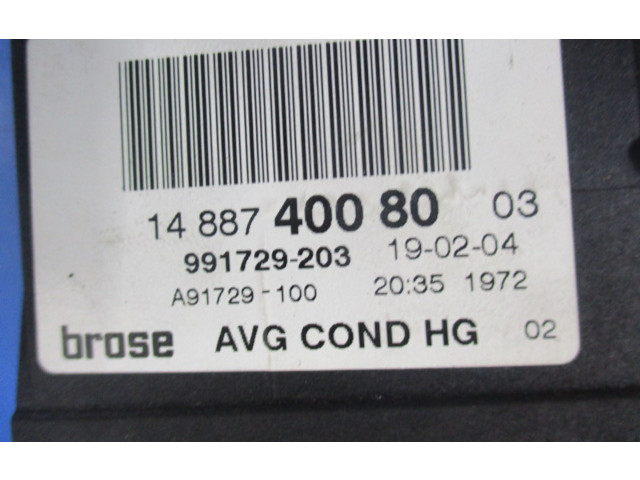 14 887 400 80 03
991729-203 19-02-04
A91729-100 20:35 1972
brose AVG COND HG 02